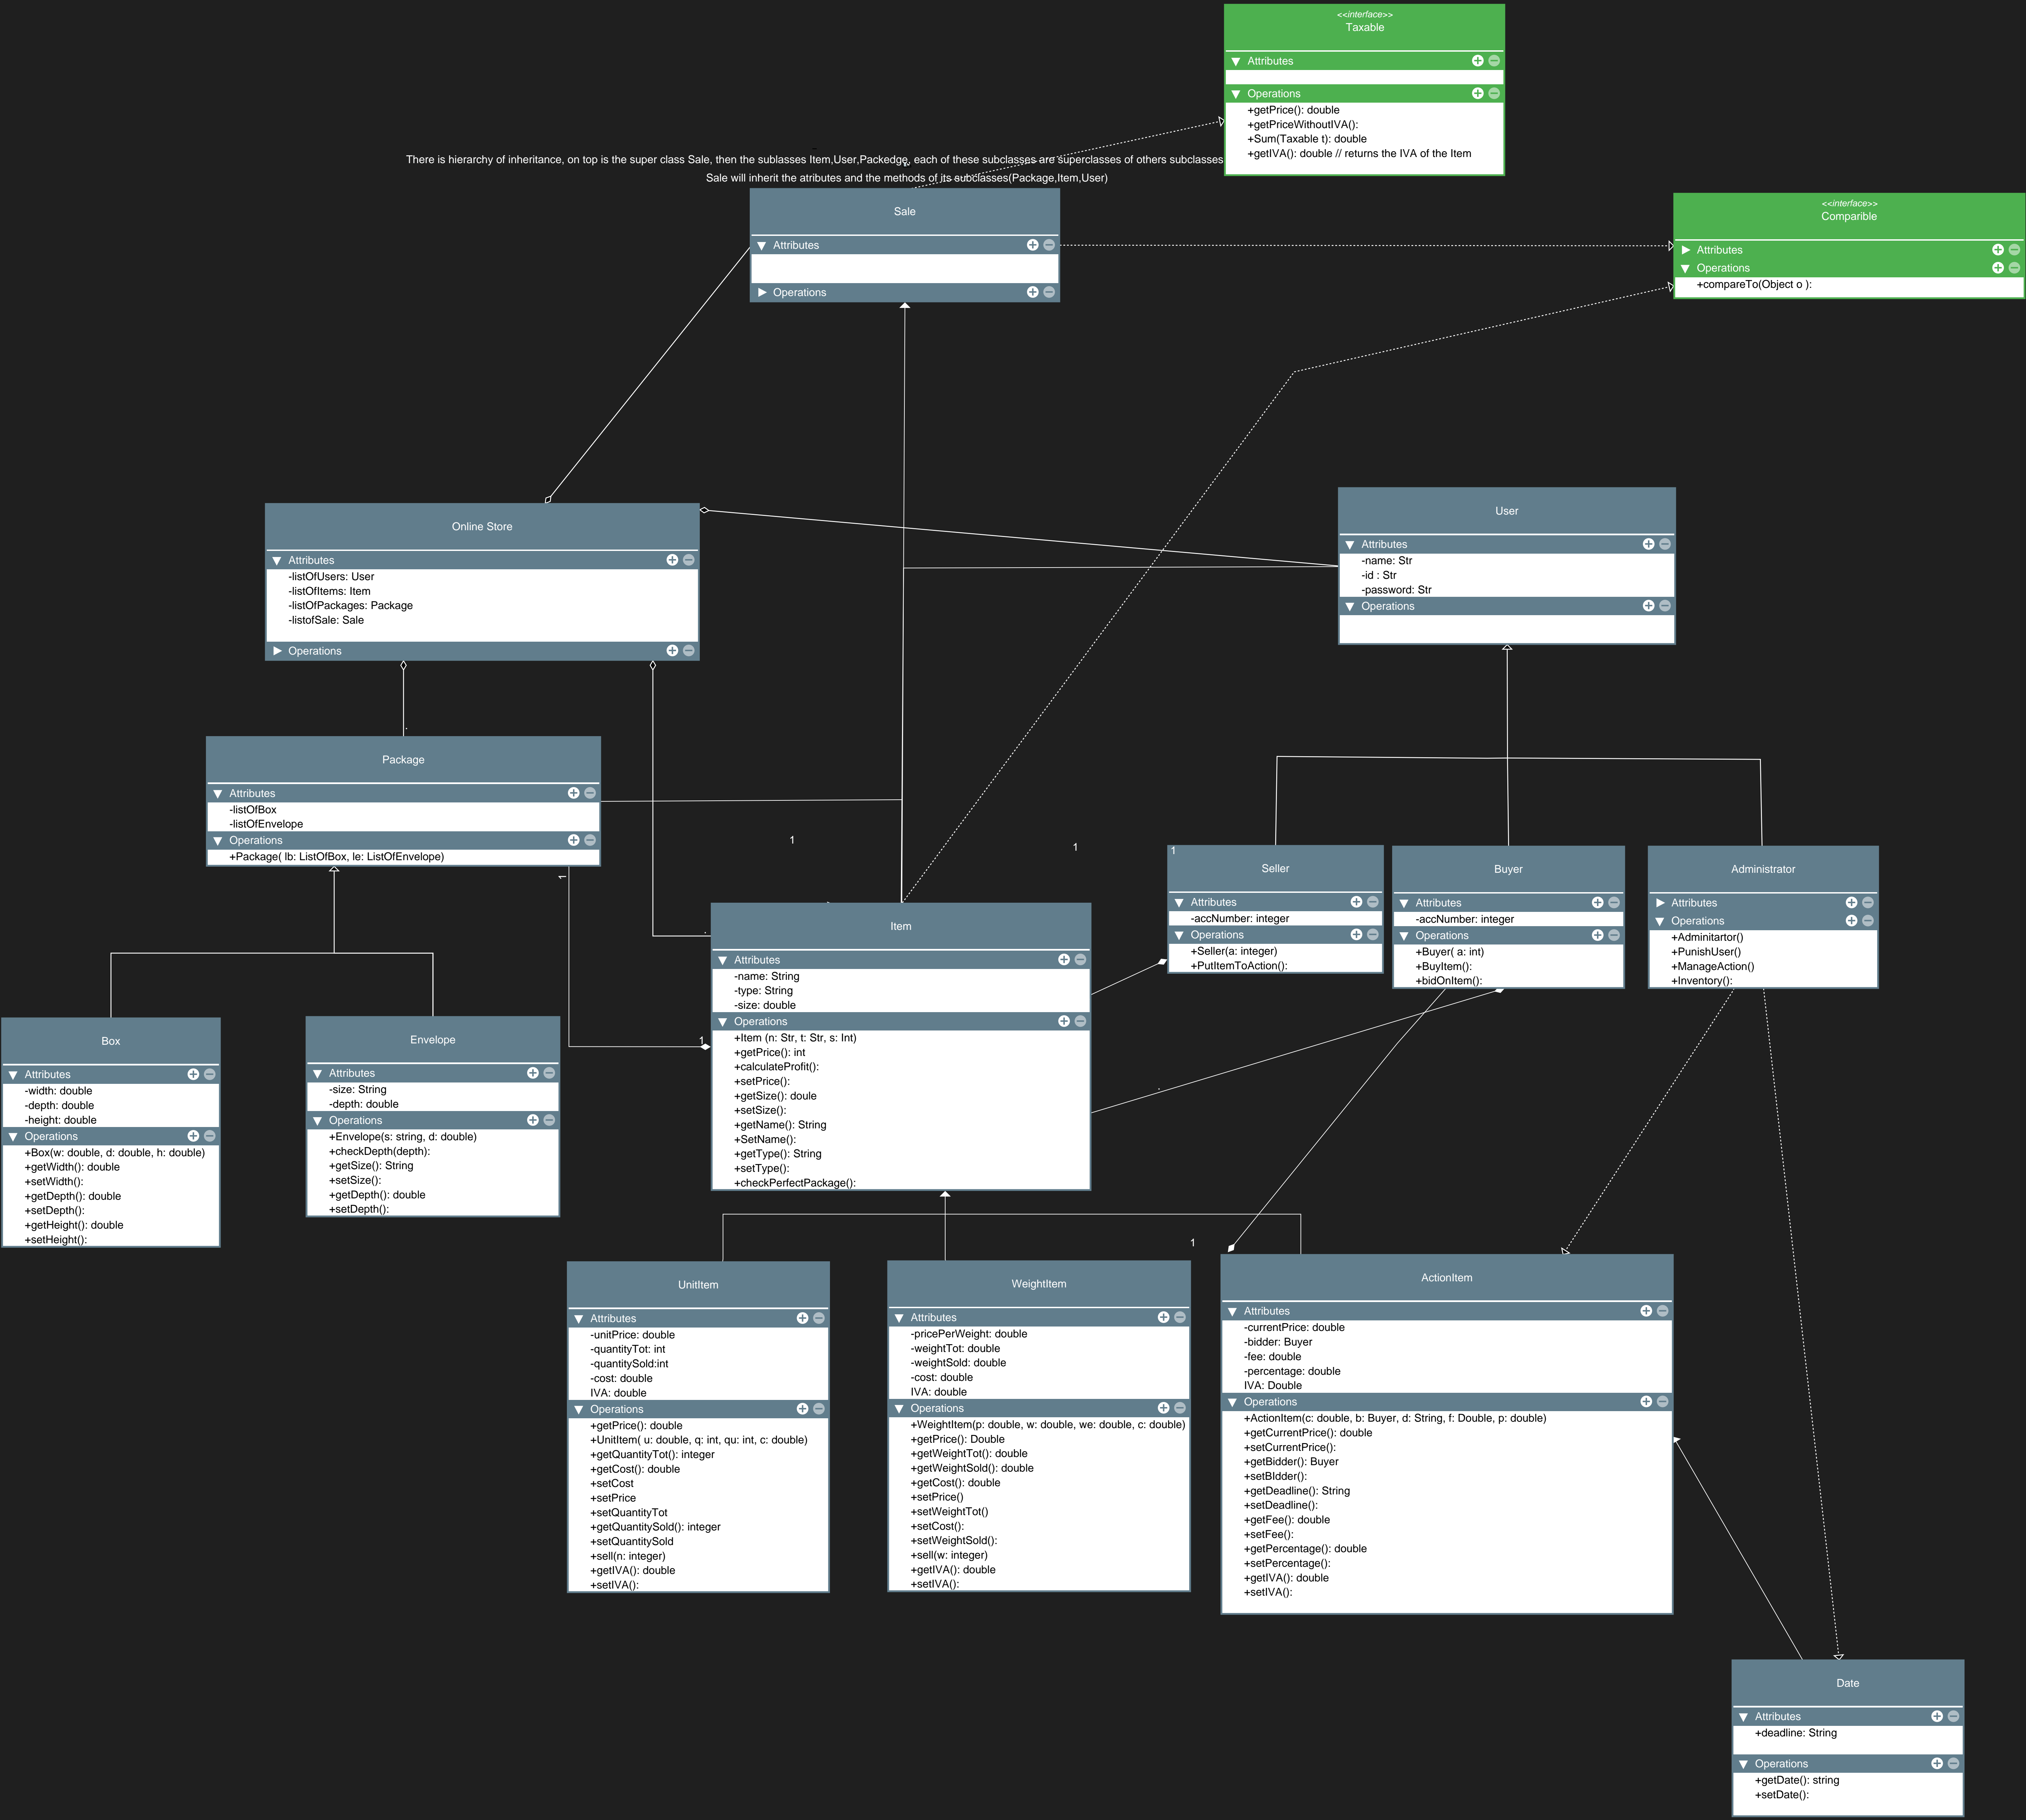 <<interface>>
Taxable
Attributes
Operations
+getPrice(): double
+getPriceWithoutIVA():
+Sum(Taxable t): double
+getIVA(): double // returns the IVA of the Item
There is hierarchy of inheritance, on top is the super class Sale, then the sublasses Item,User,Packedge, each of these subclesses are superclasses of others subclasses
Sale will inherit the atributes and the methods of its subclasses(Package,Item,User)
Sale
Attributes
Operations
<<interface>>
Comparible
Attributes
Operations
+compareTo(Object o ):
Online Store
Attributes
-listOfUsers: User
-listOfItems: Item
-listOfPackages: Package
-listofSale: Sale
Operations
User
Attributes
-name: Str
-id : Str
-password: Str
Operations
Package
Attributes
-listOfBox
-listOfEnvelope
Operations
+Package( lb: ListOfBox, le: ListOfEnvelope)
1
1
1
1
Seller
Attributes
-accNumber: integer
Operations
+Seller(a: integer)
+PutItemToAction():
Buyer
Attributes
-accNumber: integer
Operations
+Buyer( a: int)
+BuyItem():
+bidOnItem():
Administrator
Attributes
Operations
+Adminitartor()
+PunishUser()
+ManageAction()
+Inventory():
Item
Attributes
-name: String
-type: String
-size: double
Operations
+Item (n: Str, t: Str, s: Int)
+getPrice(): int
+calculateProfit():
+setPrice():
+getSize(): doule
+setSize():
+getName(): String
+SetName():
+getType(): String
+setType():
+checkPerfectPackage():
1
Box
Attributes
-width: double
-depth: double
-height: double
Operations
+Box(w: double, d: double, h: double)
+getWidth(): double
+setWidth():
+getDepth(): double
+setDepth():
+getHeight(): double
+setHeight():
Envelope
Attributes
-size: String
-depth: double
Operations
+Envelope(s: string, d: double)
+checkDepth(depth):
+getSize(): String
+setSize():
+getDepth(): double
+setDepth():
1
UnitItem
Attributes
-unitPrice: double
-quantityTot: int
-quantitySold:int
-cost: double
IVA: double
Operations
+getPrice(): double
+UnitItem( u: double, q: int, qu: int, c: double)
+getQuantityTot(): integer
+getCost(): double
+setCost
+setPrice
+setQuantityTot
+getQuantitySold(): integer
+setQuantitySold
+sell(n: integer)
+getIVA(): double
+setIVA():
WeightItem
Attributes
-pricePerWeight: double
-weightTot: double
-weightSold: double
-cost: double
IVA: double
Operations
+WeightItem(p: double, w: double, we: double, c: double)
+getPrice(): Double
+getWeightTot(): double
+getWeightSold(): double
+getCost(): double
+setPrice()
+setWeightTot()
+setCost():
+setWeightSold():
+sell(w: integer)
+getIVA(): double
+setIVA():
ActionItem
Attributes
-currentPrice: double
-bidder: Buyer
-fee: double
-percentage: double
IVA: Double
Operations
+ActionItem(c: double, b: Buyer, d: String, f: Double, p: double)
+getCurrentPrice(): double
+setCurrentPrice():
+getBidder(): Buyer
+setBIdder():
+getDeadline(): String
+setDeadline():
+getFee(): double
+setFee():
+getPercentage(): double
+setPercentage():
+getIVA(): double
+setIVA():
Date
Attributes
+deadline: String
Operations
+getDate(): string
+setDate():